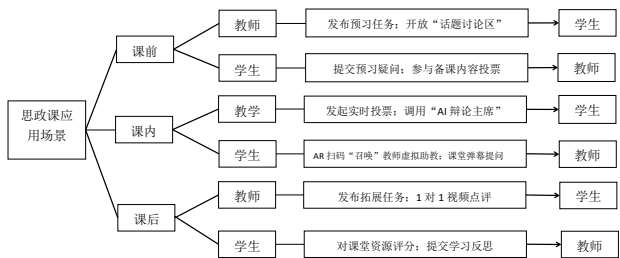 教师
发布预习任务；开放“话题讨论区”
学生
课前
学生
提交预习疑问；参与备课内容投票
教师
思政课应
用场景
教学
发起实时投票；调用“AI 辩论主席”
学生
课内
学生
AR 扫码“召唤”教师虚拟助教；课堂弹幕提问
教师
教师
发布拓展任务；1 对 1 视频点评
学生
课后
学生
对课堂资源评分；提交学习反思
教师